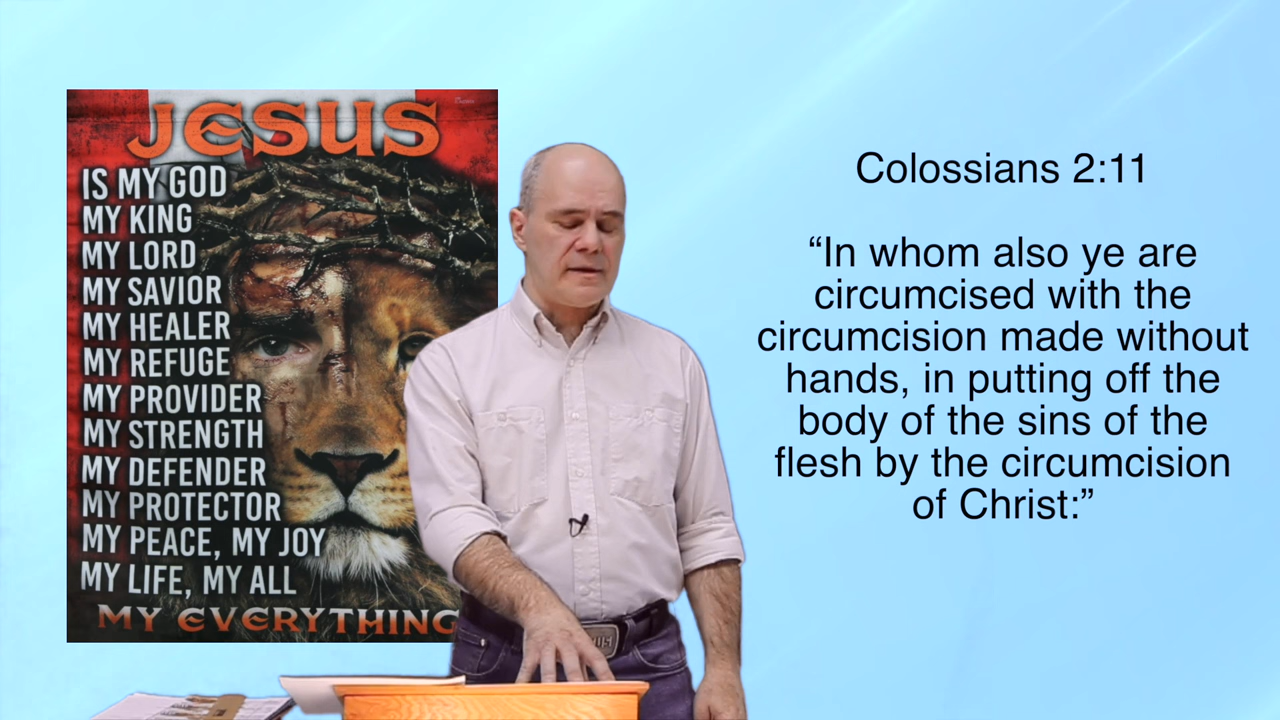 JESUS
IS MY GOD
MY KING
MY LORD
MY SAVIOR
MY HEALER
MY REFUGE
MY PROVIDER
MY STRENGTH
MY DEFENDER
MY PROTECTOR
MY PEACE, MY JOY
MY LIFE, MY ALL
MY EVERYTHING
Colossians 2:11
“In whom also ye are
circumcised with the
circumcision made without
hands, in putting off the
body of the sins of the
flesh by the circumcision
of Christ:”